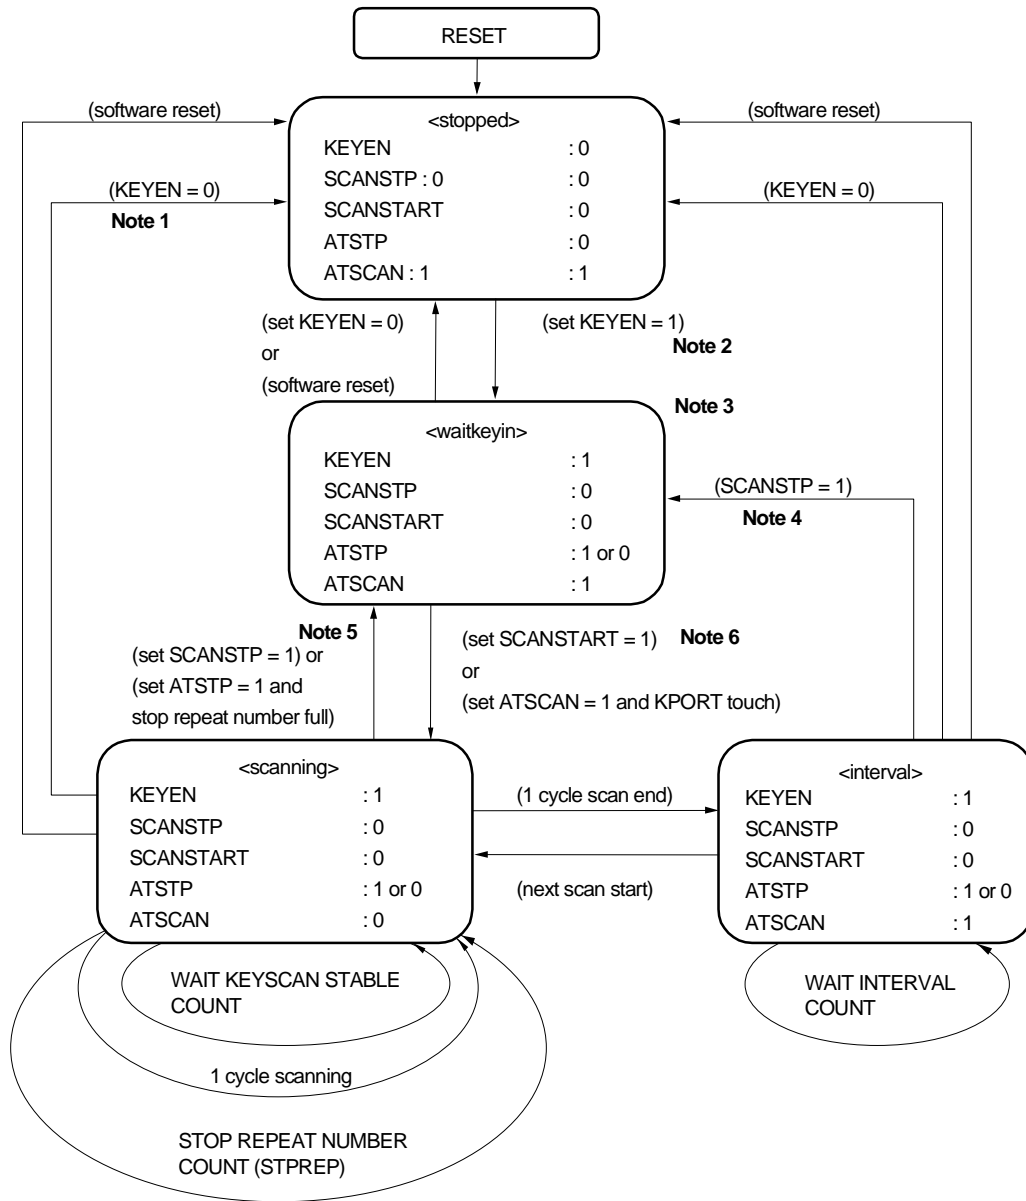 RESET
(software reset)
(software reset)
<stopped>
KEYEN : 0
SCANSTP : 0 : 0
SCANSTART : 0
ATSTP : 0
ATSCAN : 1 : 1
(KEYEN = 0)
Note 1
(KEYEN = 0)
(set KEYEN = 0)
or
(software reset)
(set KEYEN = 1)
Note 2
Note 3
<waitkeyin>
KEYEN : 1
SCANSTP : 0
SCANSTART : 0
ATSTP : 1 or 0
ATSCAN : 1
(SCANSTP = 1)
Note 4
Note 5
(set SCANSTP = 1) or
(set ATSTP = 1 and
stop repeat number full)
(set SCANSTART = 1)
Note 6
or
(set ATSCAN = 1 and KPORT touch)
<scanning>
KEYEN : 1
SCANSTP : 0
SCANSTART : 0
ATSTP : 1 or 0
ATSCAN : 0
(1 cycle scan end)
(next scan start)
<interval>
KEYEN : 1
SCANSTP : 0
SCANSTART : 0
ATSTP : 1 or 0
ATSCAN : 1
WAIT KEYSCAN STABLE
COUNT
1 cycle scanning
STOP REPEAT NUMBER
COUNT (STPREP)
WAIT INTERVAL
COUNT